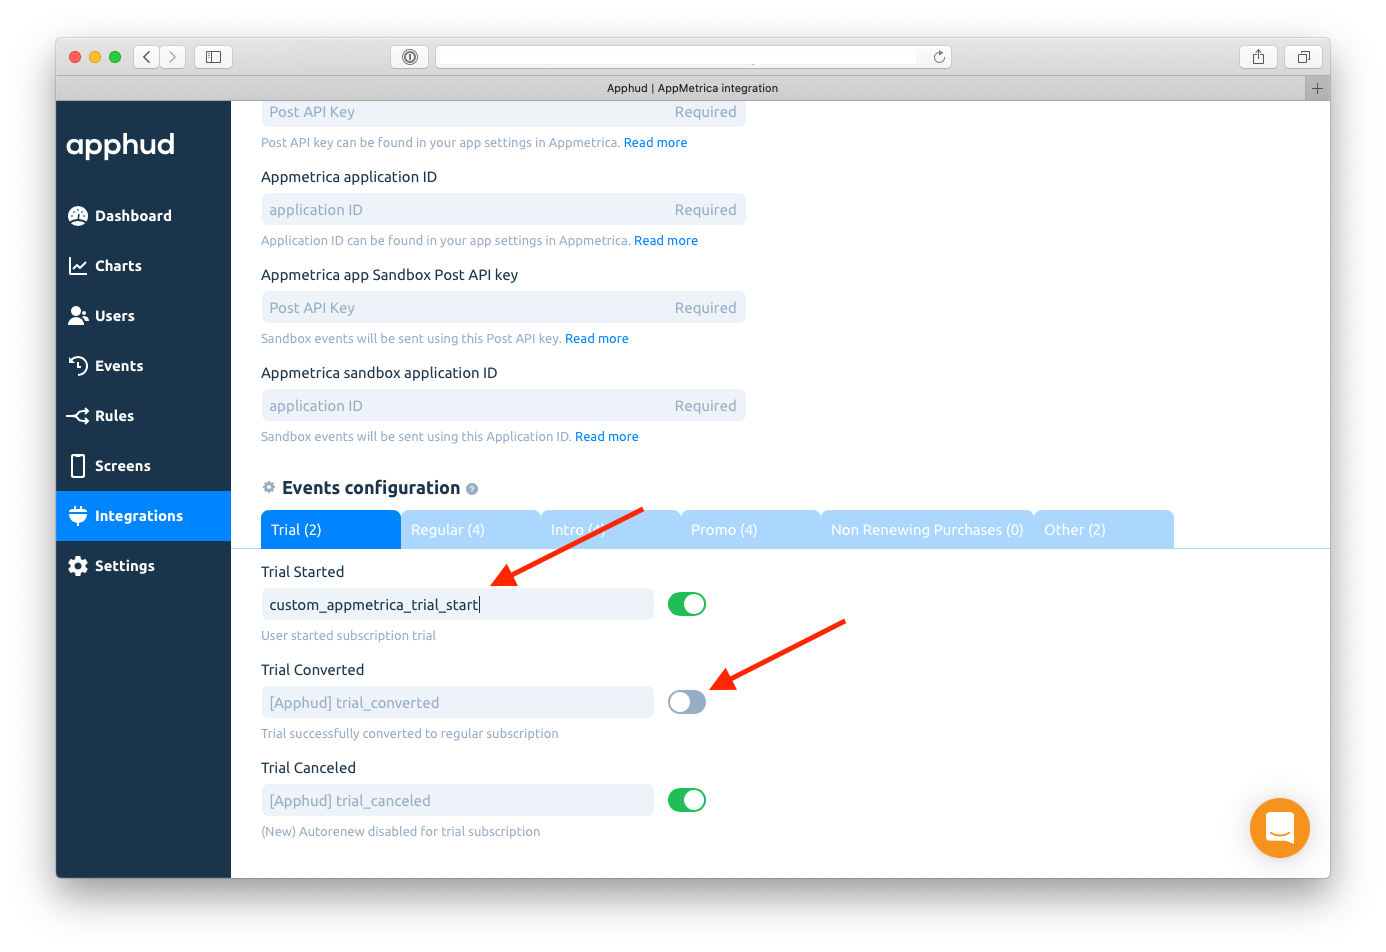 Apphud | AppMetrica integration
apphud
Dashboard
Charts
Users
Events
Rules
Screens
Integrations
Settings
Post API Key Required
Post API key can be found in your app settings in Appmetrica. Read more
Appmetrica application ID
application ID Required
Application ID can be found in your app settings in Appmetrica. Read more
Appmetrica app Sandbox Post API key
Post API Key Required
Sandbox events will be sent using this Post API key. Read more
Appmetrica sandbox application ID
application ID Required
Sandbox events will be sent using this Application ID. Read more
Events configuration ?
Trial (2) Regular (4) Intro (4) Promo (4) Non Renewing Purchases (0) Other (2)
Trial Started
custom_appmetrica_trial_start
User started subscription trial
Trial Converted
[Apphud] trial_converted
Trial successfully converted to regular subscription
Trial Canceled
[Apphud] trial_canceled
(New) Autorenew disabled for trial subscription